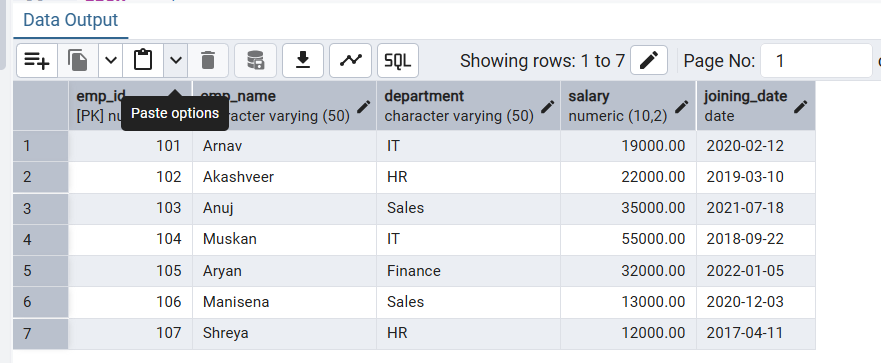 Data Output
SQL Showing rows: 1 to 7 Page No: 1
emp_id emp_name department salary joining_date
[PK] character varying (50) character varying (50) numeric (10,2) date
Paste options
1 101 Arnav IT 19000.00 2020-02-12
2 102 Akashveer HR 22000.00 2019-03-10
3 103 Anuj Sales 35000.00 2021-07-18
4 104 Muskan IT 55000.00 2018-09-22
5 105 Aryan Finance 32000.00 2022-01-05
6 106 Manisena Sales 13000.00 2020-12-03
7 107 Shreya HR 12000.00 2017-04-11